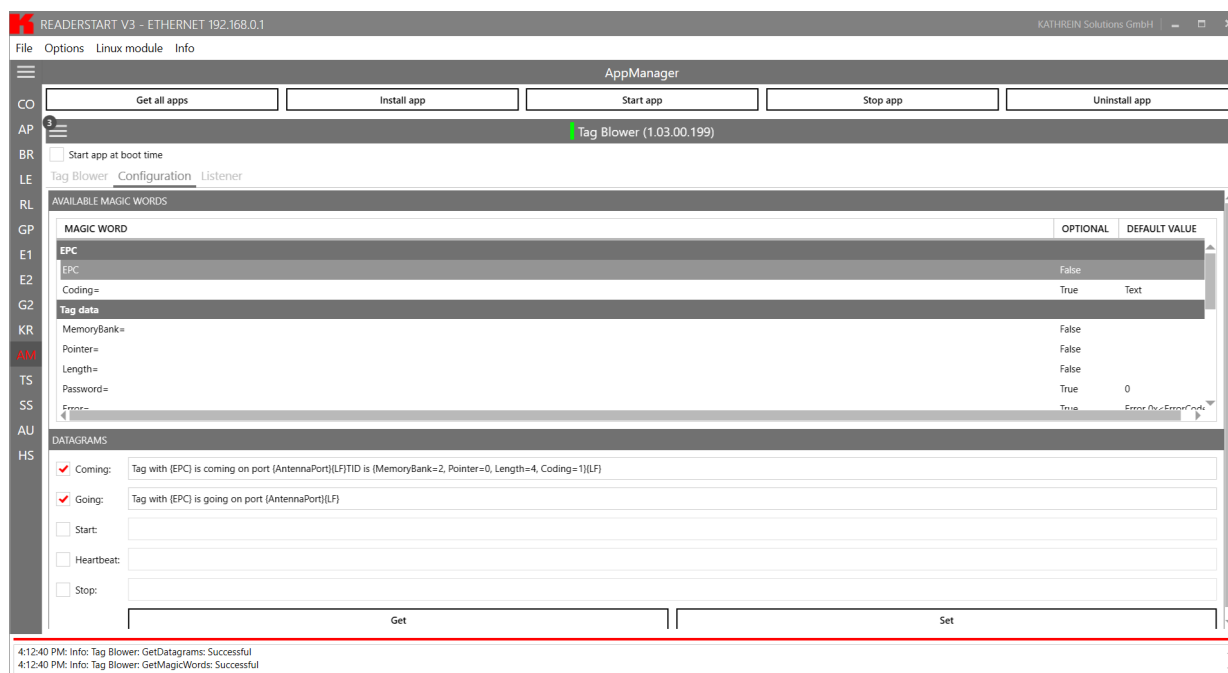 READERSTART V3 - ETHERNET 192.168.0.1 KATHREIN Solutions GmbH
File Options Linux module Info
AppManager
Get all apps Install app Start app Stop app Uninstall app
3
Tag Blower (1.03.00.199)
Start app at boot time
Tag Blower Configuration Listener
CO
AP
BR
LE
RL
GP
E1
E2
G2
KR
AM
TS
SS
AU
HS
AVAILABLE MAGIC WORDS
MAGIC WORD OPTIONAL DEFAULT VALUE
EPC
EPC False
Coding= True Text
Tag data
MemoryBank= False
Pointer= False
Length= False
Password= True 0
Error= True Error 0x<ErrorCode
DATAGRAMS
Coming: Tag with {EPC} is coming on port {AntennaPort}{LF}TID is {MemoryBank=2, Pointer=0, Length=4, Coding=1}{LF}
Going: Tag with {EPC} is going on port {AntennaPort}{LF}
Start:
Heartbeat:
Stop:
Get Set
4:12:40 PM: Info: Tag Blower: GetDatagrams: Successful
4:12:40 PM: Info: Tag Blower: GetMagicWords: Successful